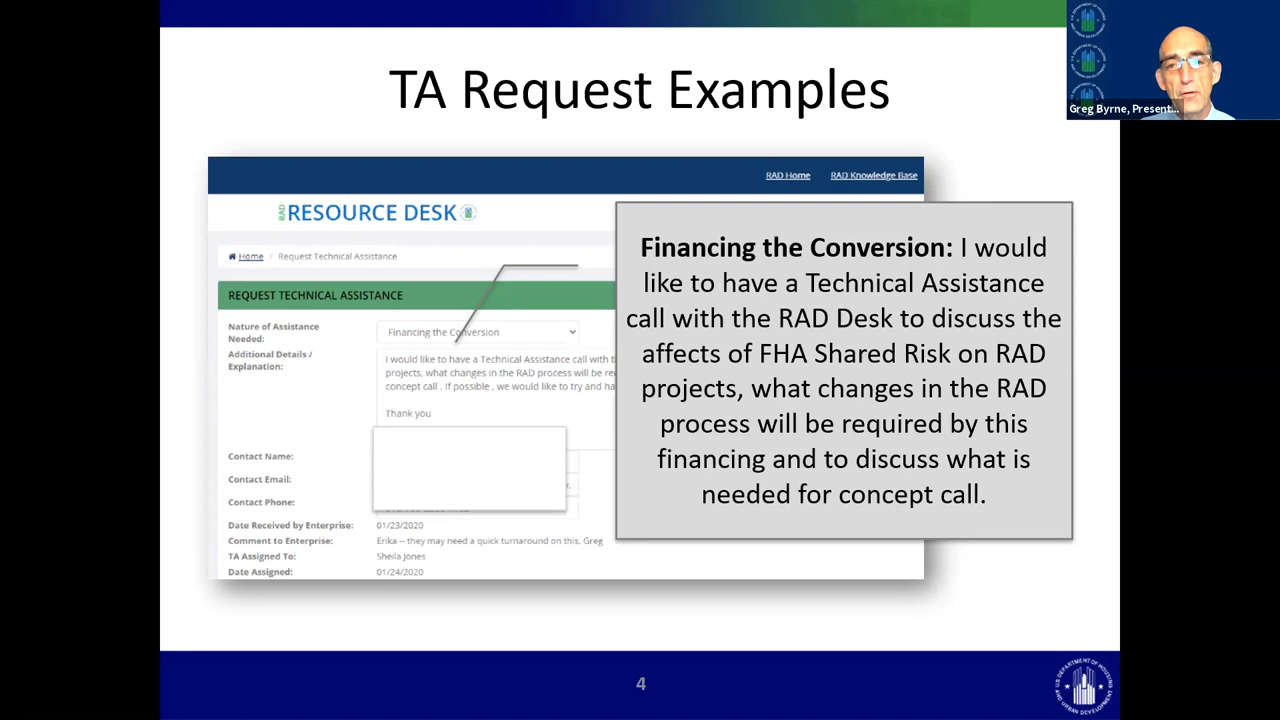 TA Request Examples
Greg Byrne, Present...
RAD Home RAD Knowledge Base
RAD RESOURCE DESK
Home / Request Technical Assistance
REQUEST TECHNICAL ASSISTANCE
Nature of Assistance
Needed:
Financing the Conversion
Additional Details /
Explanation:
I would like to have a Technical Assistance call with t
projects, what changes in the RAD process will be re
concept call . If possible , we would like to try and ha
Thank you
Contact Name:
Contact Email:
Contact Phone:
Date Received by Enterprise: 01/23/2020
Comment to Enterprise: Erika -- they may need a quick turnaround on this, Greg
TA Assigned To: Sheila Jones
Date Assigned: 01/24/2020
Financing the Conversion: I would
like to have a Technical Assistance
call with the RAD Desk to discuss the
affects of FHA Shared Risk on RAD
projects, what changes in the RAD
process will be required by this
financing and to discuss what is
needed for concept call.
4
U.S. DEPARTMENT OF HOUSING
AND URBAN DEVELOPMENT